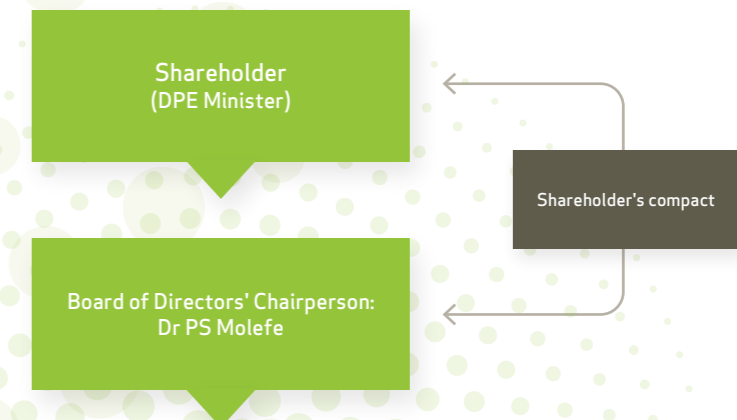 Shareholder
(DPE Minister)
Shareholder's compact
Board of Directors' Chairperson:
Dr PS Molefe